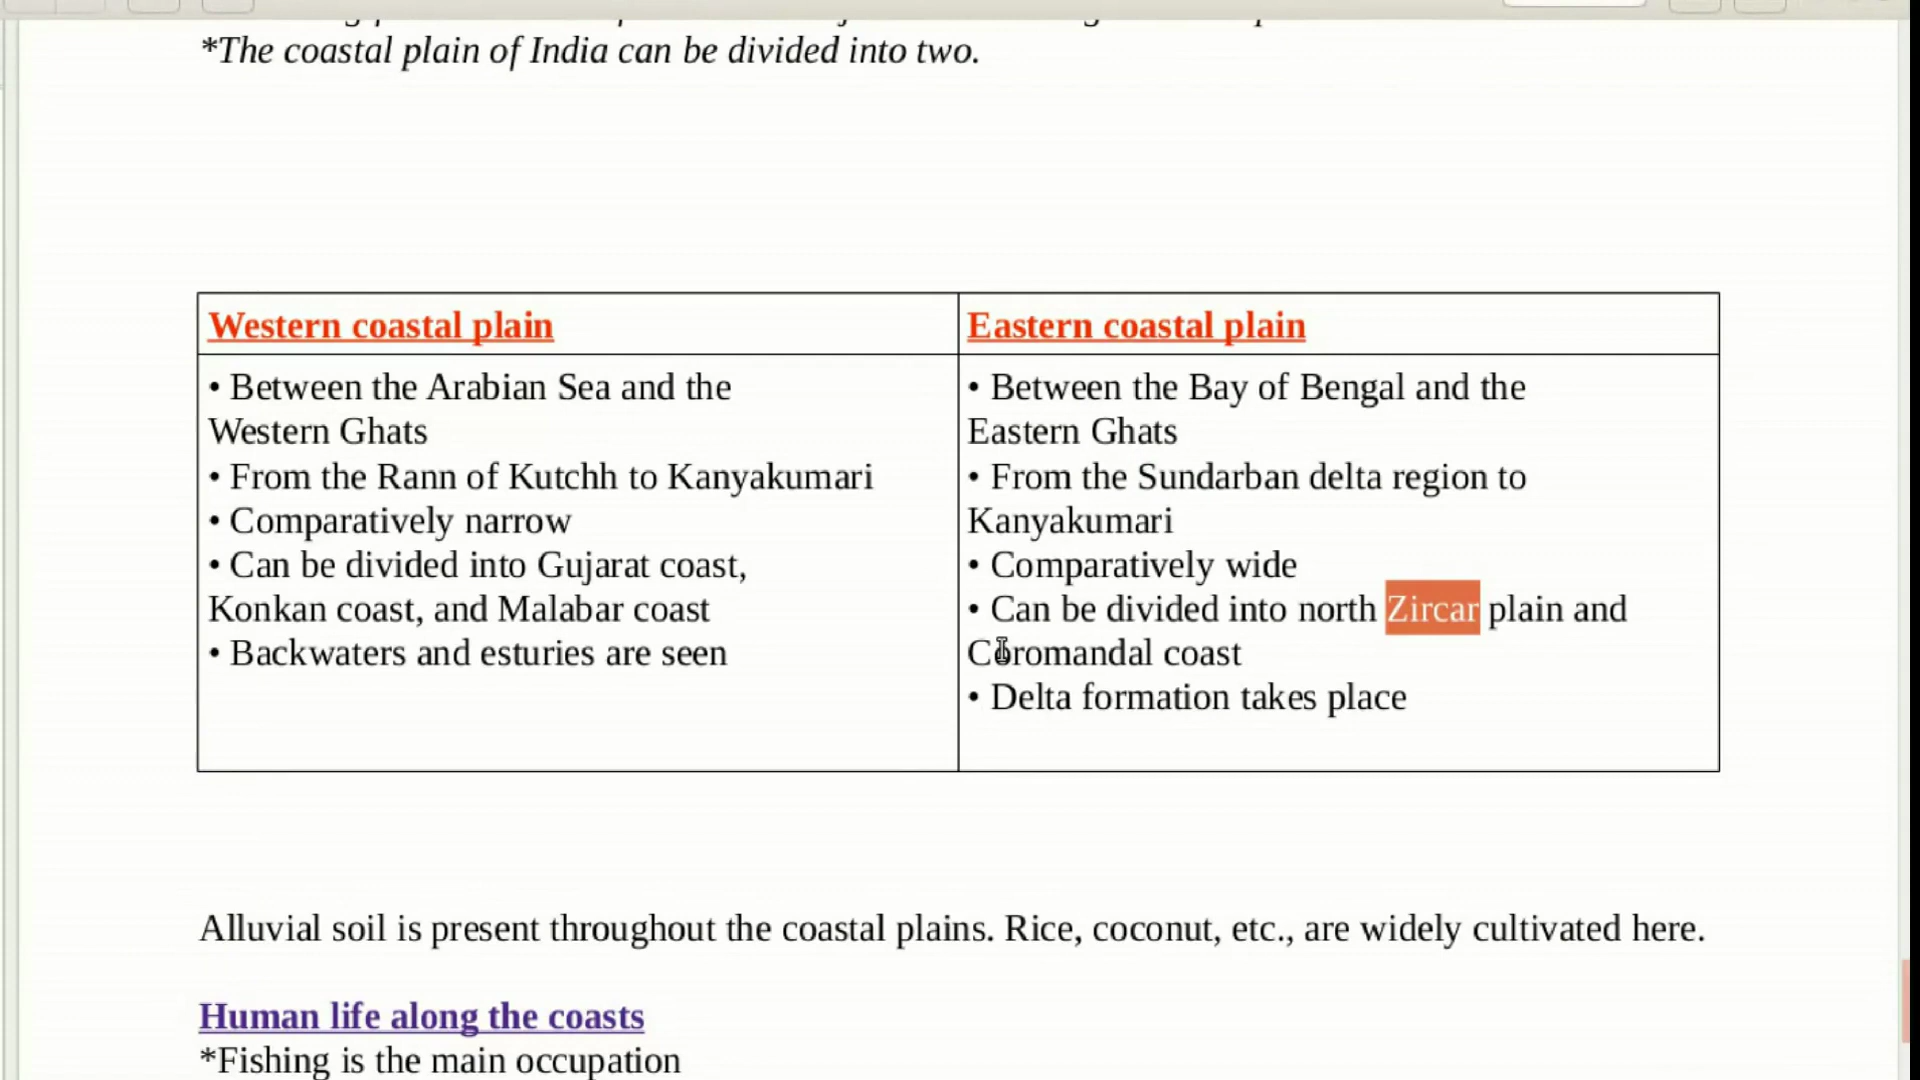 *The coastal plain of India can be divided into two.
Western coastal plain
• Between the Arabian Sea and the
Western Ghats
• From the Rann of Kutchh to Kanyakumari
• Comparatively narrow
• Can be divided into Gujarat coast,
Konkan coast, and Malabar coast
• Backwaters and esturies are seen
Eastern coastal plain
• Between the Bay of Bengal and the
Eastern Ghats
• From the Sundarban delta region to
Kanyakumari
• Comparatively wide
• Can be divided into north Zircar plain and
Coromandal coast
• Delta formation takes place
Alluvial soil is present throughout the coastal plains. Rice, coconut, etc., are widely cultivated here.
Human life along the coasts
*Fishing is the main occupation